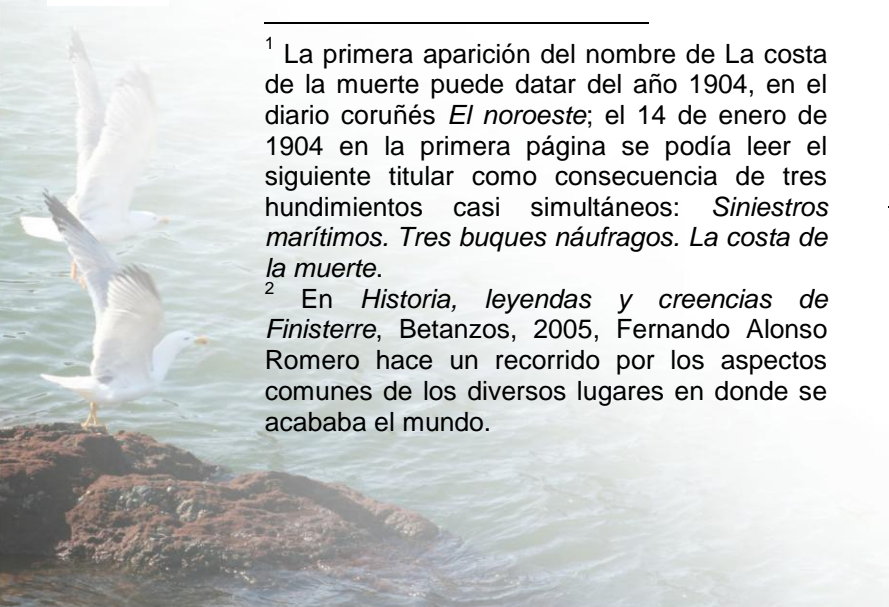 ¹ La primera aparición del nombre de La costa
de la muerte puede datar del año 1904, en el
diario coruñés El noroeste; el 14 de enero de
1904 en la primera página se podía leer el
siguiente titular como consecuencia de tres
hundimientos casi simultáneos: Siniestros
marítimos. Tres buques náufragos. La costa de
la muerte.
² En Historia, leyendas y creencias de
Finisterre, Betanzos, 2005, Fernando Alonso
Romero hace un recorrido por los aspectos
comunes de los diversos lugares en donde se
acababa el mundo.